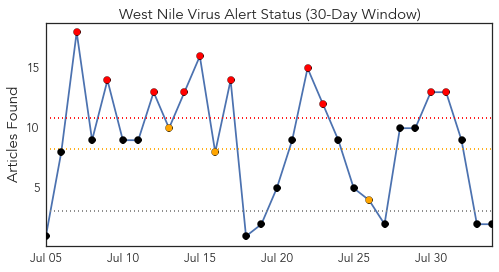 West Nile Virus Alert Status (30-Day Window)
Articles Found
15
10
5
Jul 05
Jul 10
Jul 15
Jul 20
Jul 25
Jul 30